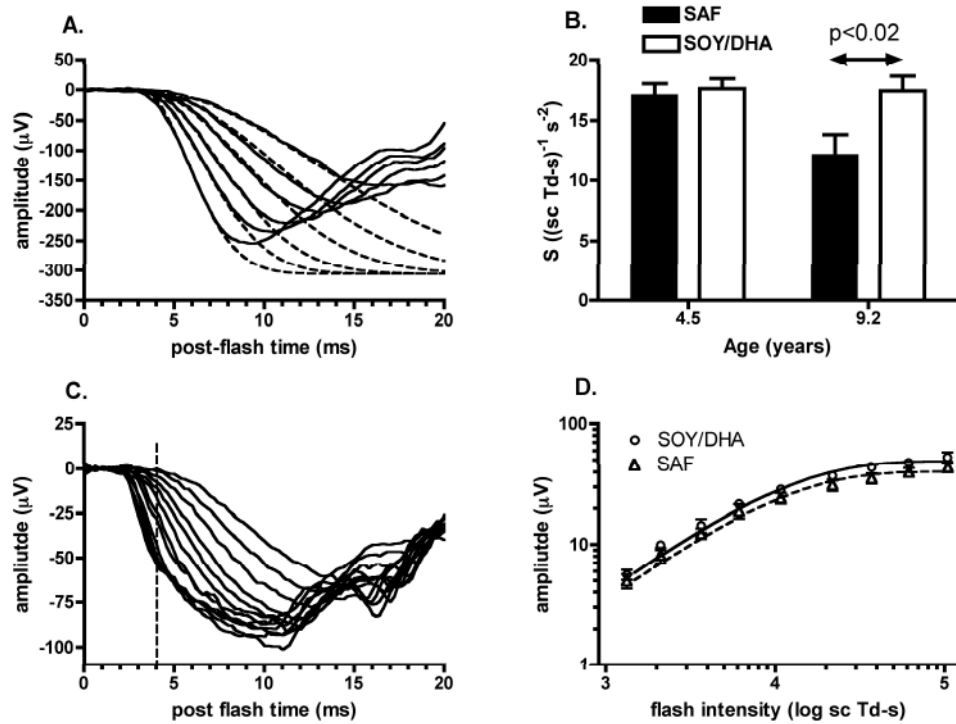 A.
50
0
-50
-100
-150
-200
-250
-300
-350
amplitude (μV)
0 5 10 15 20
post-flash time (ms)
B.
SAF
SOY/DHA
p<0.02
20
15
10
5
0
S ((sc Td-s)⁻¹ s⁻²)
4.5 9.2
Age (years)
C.
25
0
-25
-50
-75
-100
ampliutde (μV)
0 5 10 15 20
post flash time (ms)
D.
SOY/DHA
SAF
100
10
1
ampliutde (μV)
3 4 5
flash intensity (log sc Td-s)